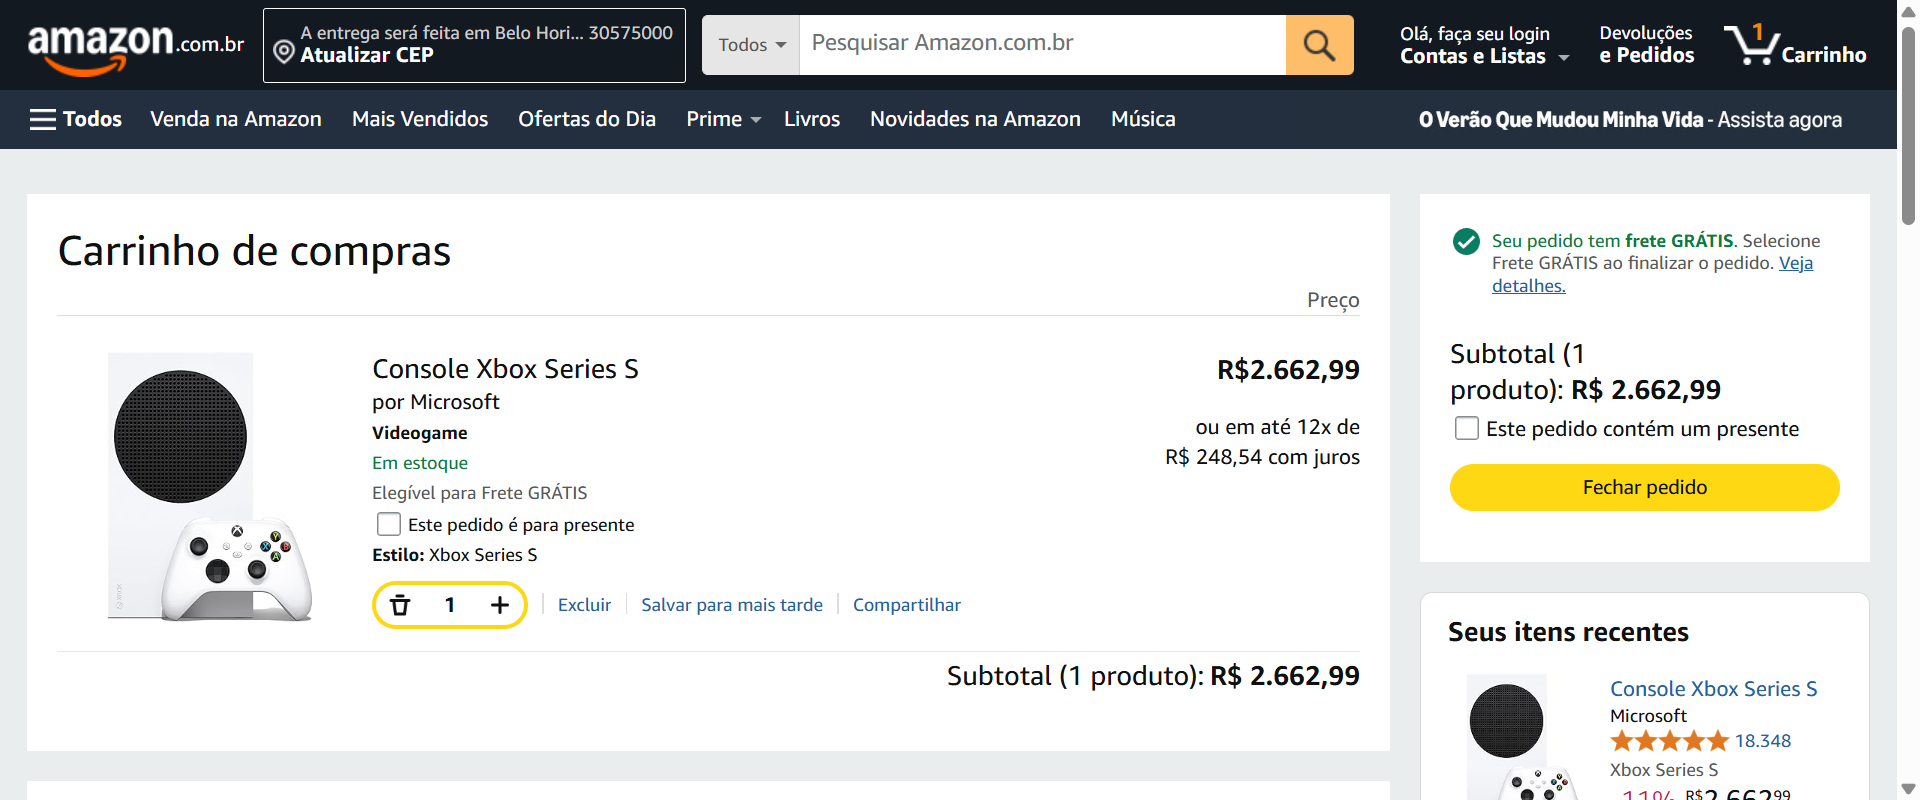 amazon.com.br
A entrega será feita em Belo Hori... 30575000
Atualizar CEP
Todos
Pesquisar Amazon.com.br
Olá, faça seu login
Contas e Listas
Devoluções
e Pedidos
1
Carrinho
Todos
Venda na Amazon
Mais Vendidos
Ofertas do Dia
Prime
Livros
Novidades na Amazon
Música
O Verão Que Mudou Minha Vida - Assista agora
Carrinho de compras
Preço
Console Xbox Series S
por Microsoft
Videogame
Em estoque
Elegível para Frete GRÁTIS
Este pedido é para presente
Estilo: Xbox Series S
1
Excluir
Salvar para mais tarde
Compartilhar
R$2.662,99
ou em até 12x de
R$ 248,54 com juros
Subtotal (1 produto): R$ 2.662,99
Seu pedido tem frete GRÁTIS. Selecione
Frete GRÁTIS ao finalizar o pedido. Veja
detalhes.
Subtotal (1
produto): R$ 2.662,99
Este pedido contém um presente
Fechar pedido
Seus itens recentes
Console Xbox Series S
Microsoft
18.348
Xbox Series S
-11% R$2.662,99